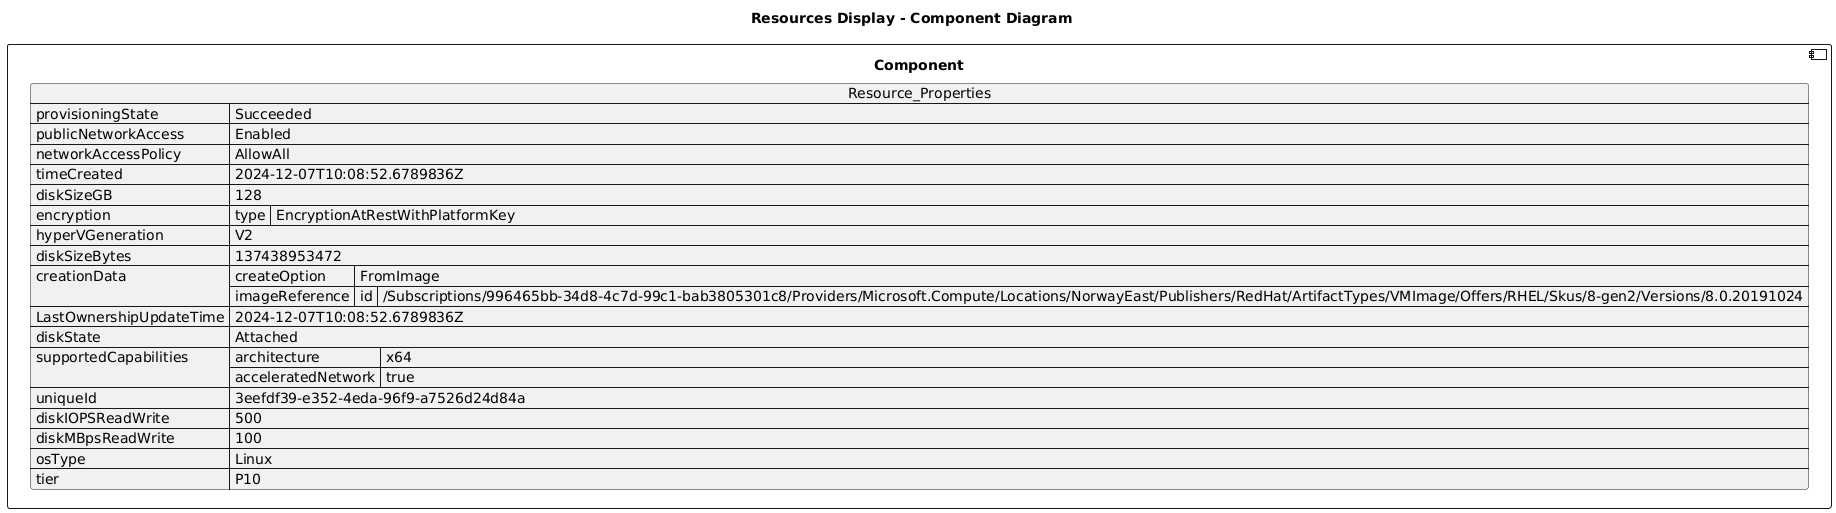 Resources Display - Component Diagram
Component
Resource_Properties
provisioningState Succeeded
publicNetworkAccess Enabled
networkAccessPolicy AllowAll
timeCreated 2024-12-07T10:08:52.6789836Z
diskSizeGB 128
encryption type EncryptionAtRestWithPlatformKey
hyperVGeneration V2
diskSizeBytes 137438953472
creationData createOption FromImage
imageReference id /Subscriptions/996465bb-34d8-4c7d-99c1-bab3805301c8/Providers/Microsoft.Compute/Locations/NorwayEast/Publishers/RedHat/ArtifactTypes/VMImage/Offers/RHEL/Skus/8-gen2/Versions/8.0.20191024
LastOwnershipUpdateTime 2024-12-07T10:08:52.6789836Z
diskState Attached
supportedCapabilities architecture x64
acceleratedNetwork true
uniqueId 3eefdf39-e352-4eda-96f9-a7526d24d84a
diskIOPSReadWrite 500
diskMBpsReadWrite 100
osType Linux
tier P10